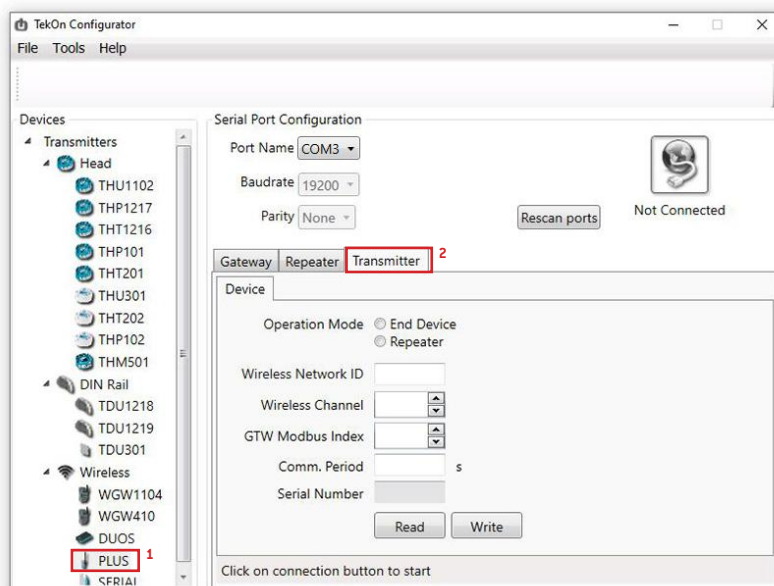 TekOn Configurator
File Tools Help
Devices
Transmitters
Head
THU1102
THP1217
THT1216
THP101
THT201
THU301
THT202
THP102
THM501
DIN Rail
TDU1218
TDU1219
TDU301
Wireless
WGW1104
WGW410
DUOS
PLUS 1
SERIAL
Serial Port Configuration
Port Name COM3
Baudrate 19200
Parity None
Rescan ports
Not Connected
Gateway Repeater Transmitter 2
Device
Operation Mode End Device
Repeater
Wireless Network ID
Wireless Channel
GTW Modbus Index
Comm. Period s
Serial Number
Read Write
Click on connection button to start